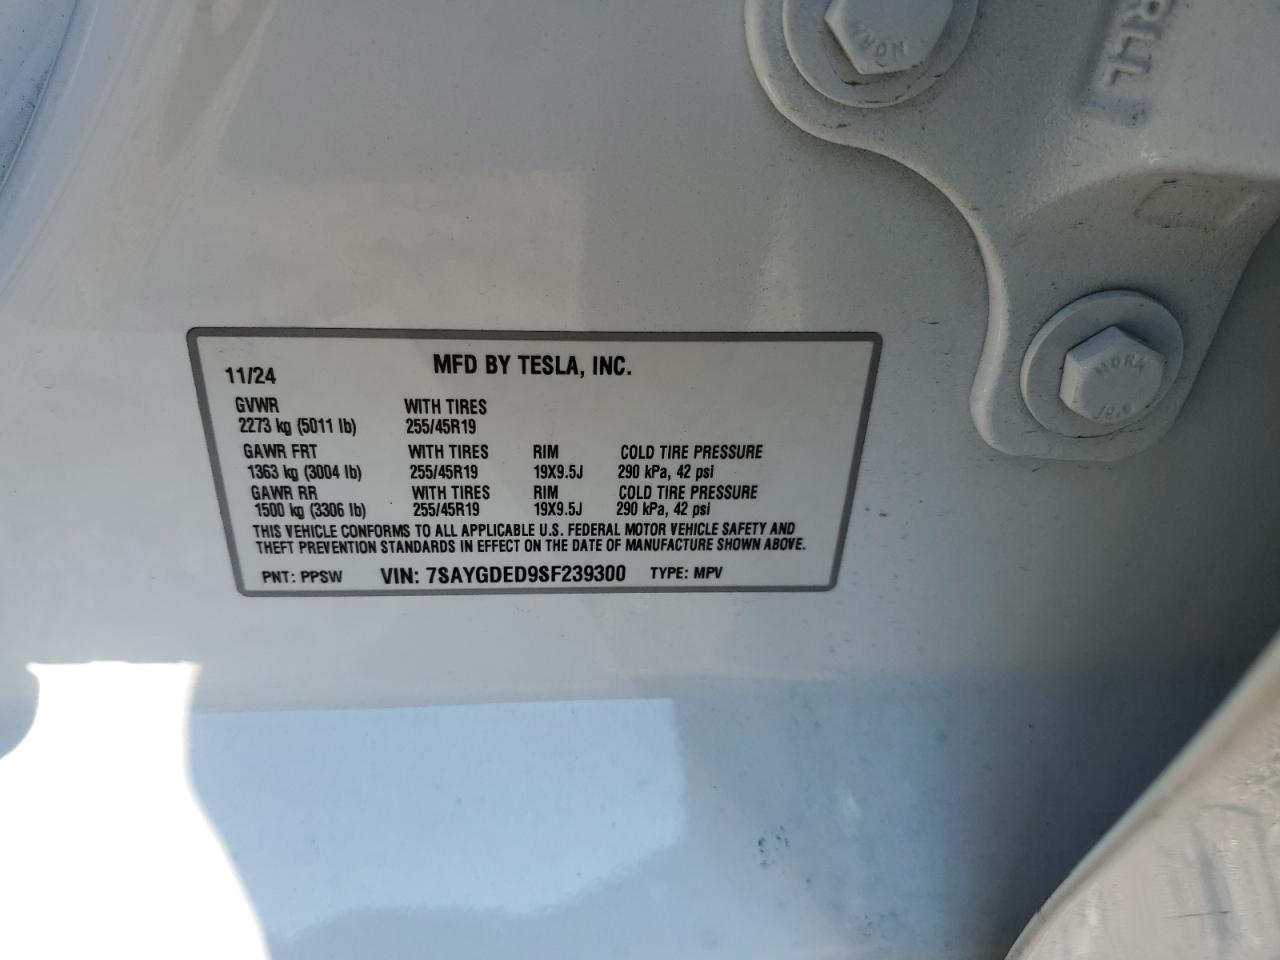 RLL
MORN
11/24
MFD BY TESLA, INC.
GVWR WITH TIRES
2273 kg (5011 lb) 255/45R19
GAWR FRT WITH TIRES RIM COLD TIRE PRESSURE
1363 kg (3004 lb) 255/45R19 19X9.5J 290 kPa, 42 psi
GAWR RR WITH TIRES RIM COLD TIRE PRESSURE
1500 kg (3306 lb) 255/45R19 19X9.5J 290 kPa, 42 psi
THIS VEHICLE CONFORMS TO ALL APPLICABLE U.S. FEDERAL MOTOR VEHICLE SAFETY AND
THEFT PREVENTION STANDARDS IN EFFECT ON THE DATE OF MANUFACTURE SHOWN ABOVE.
PNT: PPSW VIN: 7SAYGDED9SF239300 TYPE: MPV